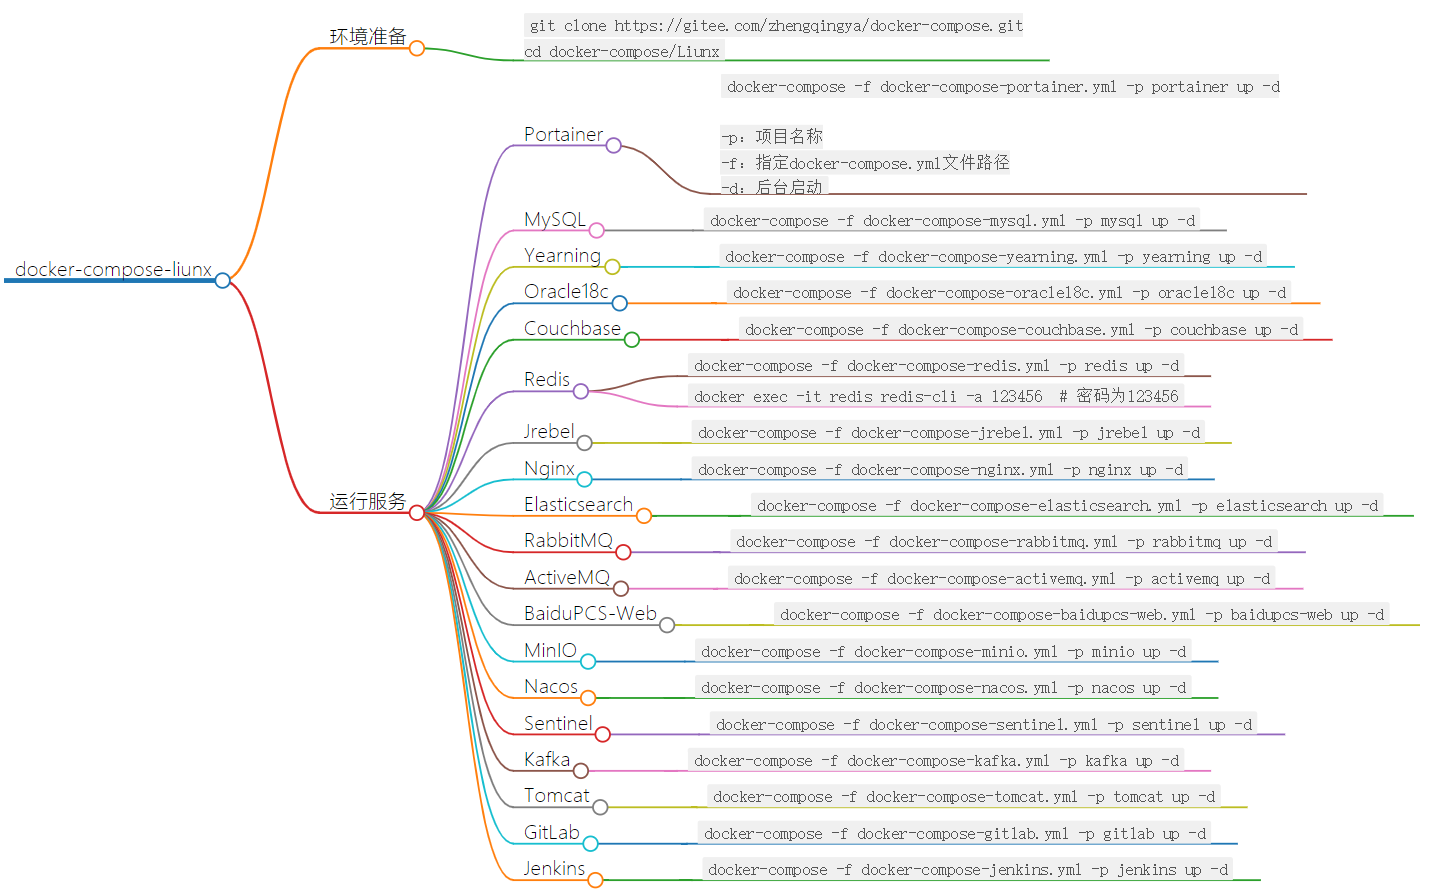 docker-compose-liunx
环境准备
git clone https://gitee.com/zhengqingya/docker-compose.git
cd docker-compose/Liunx
运行服务
Portainer
docker-compose -f docker-compose-portainer.yml -p portainer up -d
-p：项目名称
-f：指定docker-compose.yml文件路径
-d：后台启动
MySQL
docker-compose -f docker-compose-mysql.yml -p mysql up -d
Yearning
docker-compose -f docker-compose-yearning.yml -p yearning up -d
Oracle18c
docker-compose -f docker-compose-oracle18c.yml -p oracle18c up -d
Couchbase
docker-compose -f docker-compose-couchbase.yml -p couchbase up -d
Redis
docker-compose -f docker-compose-redis.yml -p redis up -d
docker exec -it redis redis-cli -a 123456  # 密码为123456
Jrebel
docker-compose -f docker-compose-jrebel.yml -p jrebel up -d
Nginx
docker-compose -f docker-compose-nginx.yml -p nginx up -d
Elasticsearch
docker-compose -f docker-compose-elasticsearch.yml -p elasticsearch up -d
RabbitMQ
docker-compose -f docker-compose-rabbitmq.yml -p rabbitmq up -d
ActiveMQ
docker-compose -f docker-compose-activemq.yml -p activemq up -d
BaiduPCS-Web
docker-compose -f docker-compose-baidupcs-web.yml -p baidupcs-web up -d
MinIO
docker-compose -f docker-compose-minio.yml -p minio up -d
Nacos
docker-compose -f docker-compose-nacos.yml -p nacos up -d
Sentinel
docker-compose -f docker-compose-sentinel.yml -p sentinel up -d
Kafka
docker-compose -f docker-compose-kafka.yml -p kafka up -d
Tomcat
docker-compose -f docker-compose-tomcat.yml -p tomcat up -d
GitLab
docker-compose -f docker-compose-gitlab.yml -p gitlab up -d
Jenkins
docker-compose -f docker-compose-jenkins.yml -p jenkins up -d